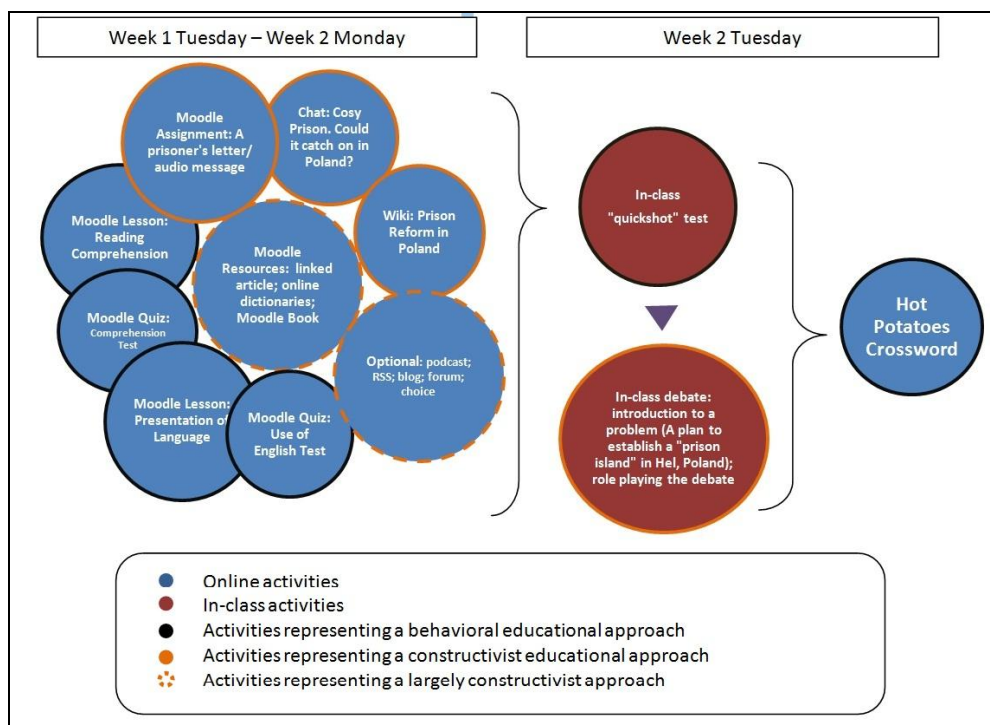 Week 1 Tuesday – Week 2 Monday
Week 2 Tuesday
Moodle
Assignment: A
prisoner's letter/
audio message
Chat: Cosy
Prison. Could
it catch on in
Poland?
Wiki: Prison
Reform in
Poland
Moodle Lesson:
Reading
Comprehension
Moodle
Resources: linked
article; online
dictionaries;
Moodle Book
Moodle Quiz:
Comprehension
Test
Optional: podcast;
RSS; blog; forum;
choice
Moodle Lesson:
Presentation of
Language
Moodle Quiz:
Use of
English Test
In-class
"quickshot" test
In-class debate:
introduction to a
problem (A plan to
establish a "prison
island" in Hel, Poland);
role playing the debate
Hot
Potatoes
Crossword
Online activities
In-class activities
Activities representing a behavioral educational approach
Activities representing a constructivist educational approach
Activities representing a largely constructivist approach